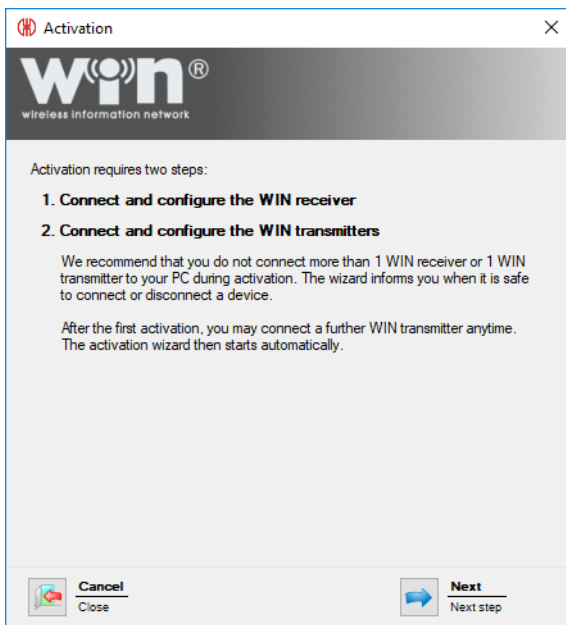 Activation
WIN®
wireless information network
Activation requires two steps:
1. Connect and configure the WIN receiver
2. Connect and configure the WIN transmitters
We recommend that you do not connect more than 1 WIN receiver or 1 WIN
transmitter to your PC during activation. The wizard informs you when it is safe
to connect or disconnect a device.
After the first activation, you may connect a further WIN transmitter anytime.
The activation wizard then starts automatically.
Cancel
Close
Next
Next step